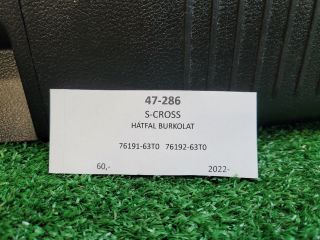 47-286
S-CROSS
HÁTFAL BURKOLAT
76191-63T0 76192-63T0
60,- 2022-